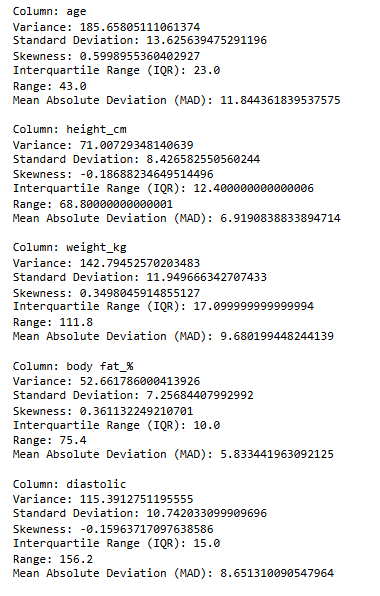 Column: age
Variance: 185.65805111061374
Standard Deviation: 13.625639475291196
Skewness: 0.5998955360402927
Interquartile Range (IQR): 23.0
Range: 43.0
Mean Absolute Deviation (MAD): 11.844361839537575
Column: height_cm
Variance: 71.00729348140639
Standard Deviation: 8.426582550560244
Skewness: -0.18688234649514496
Interquartile Range (IQR): 12.400000000000006
Range: 68.80000000000001
Mean Absolute Deviation (MAD): 6.9190838833894714
Column: weight_kg
Variance: 142.79452570203483
Standard Deviation: 11.949666342707433
Skewness: 0.3498045914855127
Interquartile Range (IQR): 17.099999999999994
Range: 111.8
Mean Absolute Deviation (MAD): 9.680199448244139
Column: body fat_%
Variance: 52.661786000413926
Standard Deviation: 7.25684407992992
Skewness: 0.361132249210701
Interquartile Range (IQR): 10.0
Range: 75.4
Mean Absolute Deviation (MAD): 5.833441963092125
Column: diastolic
Variance: 115.3912751195555
Standard Deviation: 10.742033099909696
Skewness: -0.15963717097638586
Interquartile Range (IQR): 15.0
Range: 156.2
Mean Absolute Deviation (MAD): 8.651310090547964